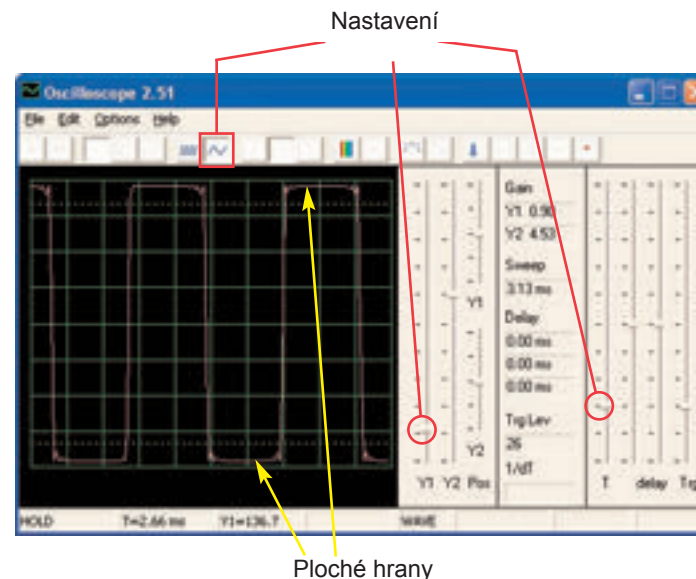 Nastavení
Oscilloscope 2.51
File Edit Options Help
Gain
Y1 0.90
Y2 4.53
Sweep
3.13 ms
Delay
0.00 ms
0.00 ms
0.00 ms
Trg Lev
26
1/dT
Y1
Y2
Y1 Y2 Pos
T delay Trg
HOLD T=2.66 ms Y1=136.7 WAVE
Ploché hrany